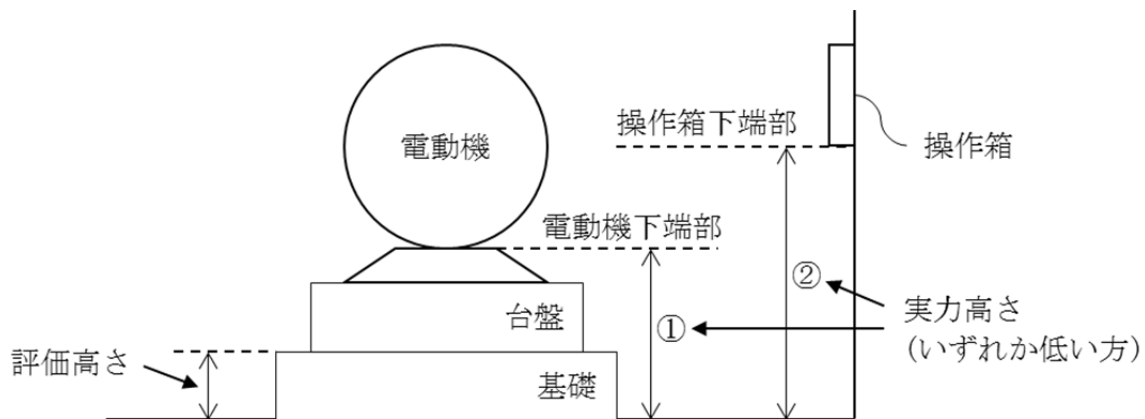 電動機
操作箱下端部
操作箱
電動機下端部
②
台盤
①
実力高さ
(いずれか低い方)
評価高さ
基礎